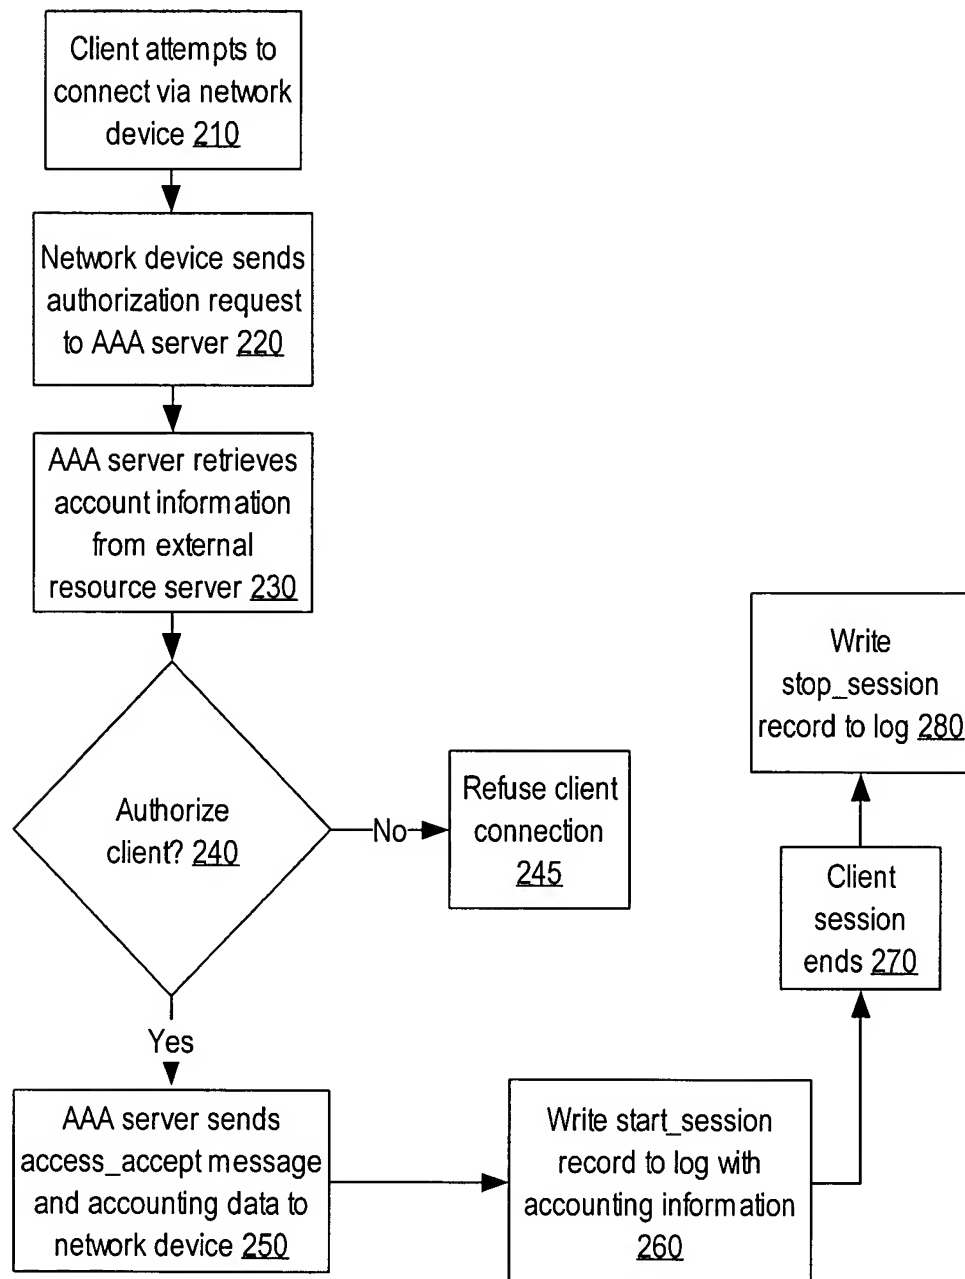 Client attempts to
connect via network
device 210
Network device sends
authorization request
to AAA server 220
AAA server retrieves
account information
from external
resource server 230
Authorize
client? 240
No
Refuse client
connection
245
Yes
AAA server sends
access_accept message
and accounting data to
network device 250
Write start_session
record to log with
accounting information
260
Client
session
ends 270
Write
stop_session
record to log 280